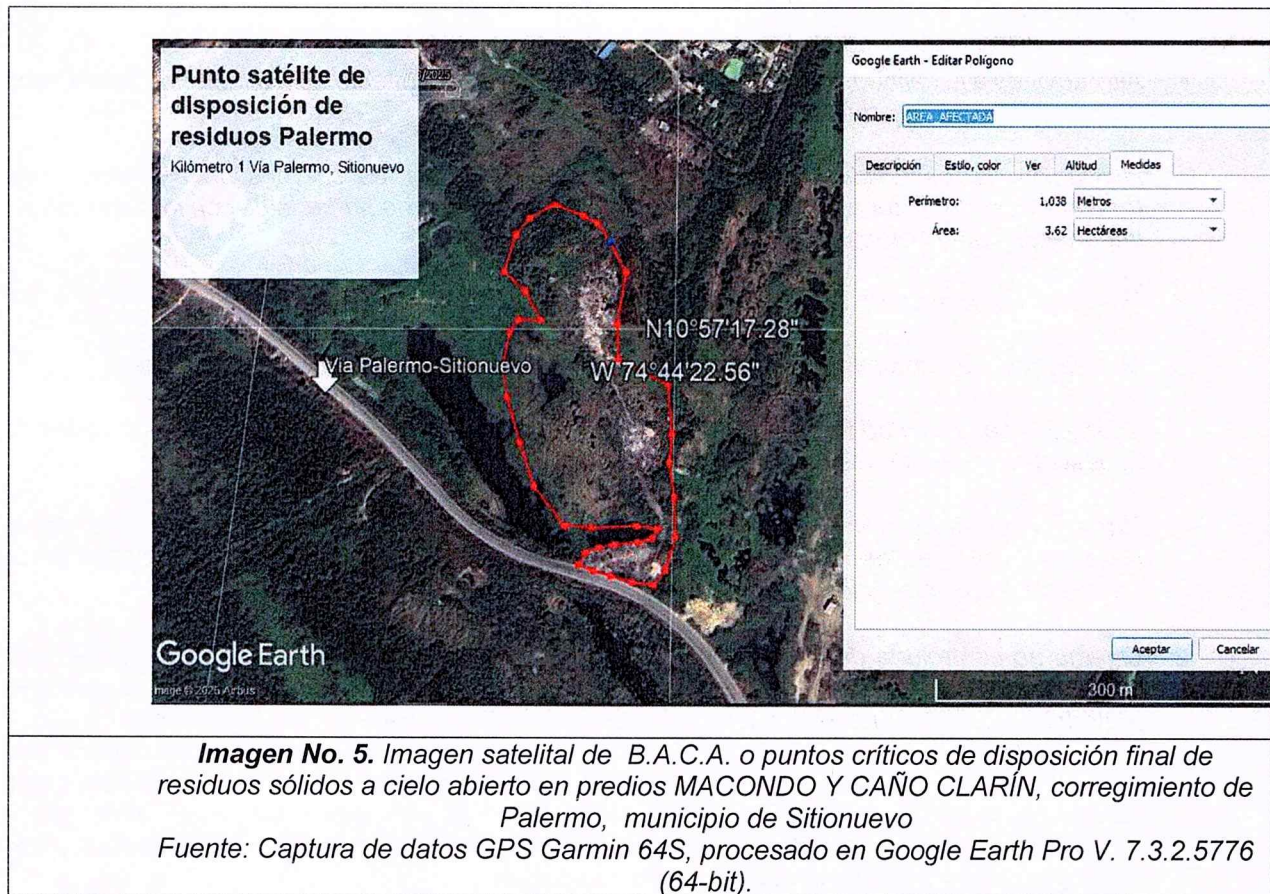 Punto satélite de
disposición de
residuos Palermo
Kilómetro 1 Vía Palermo, Sitionuevo
2025
N10°57'17.28"
W 74°44'22.56"
Vía Palermo-Sitionuevo
Google Earth
Image © 2025 Airbus
Google Earth - Editar Polígono
Nombre: AREA AFECTADA
Descripción Estilo, color Ver Altitud Medidas
Perímetro: 1,038 Metros
Área: 3.62 Hectáreas
Aceptar Cancelar
300 m
Imagen No. 5. Imagen satelital de B.A.C.A. o puntos críticos de disposición final de
residuos sólidos a cielo abierto en predios MACONDO Y CAÑO CLARÍN, corregimiento de
Palermo, municipio de Sitionuevo
Fuente: Captura de datos GPS Garmin 64S, procesado en Google Earth Pro V. 7.3.2.5776
(64-bit).